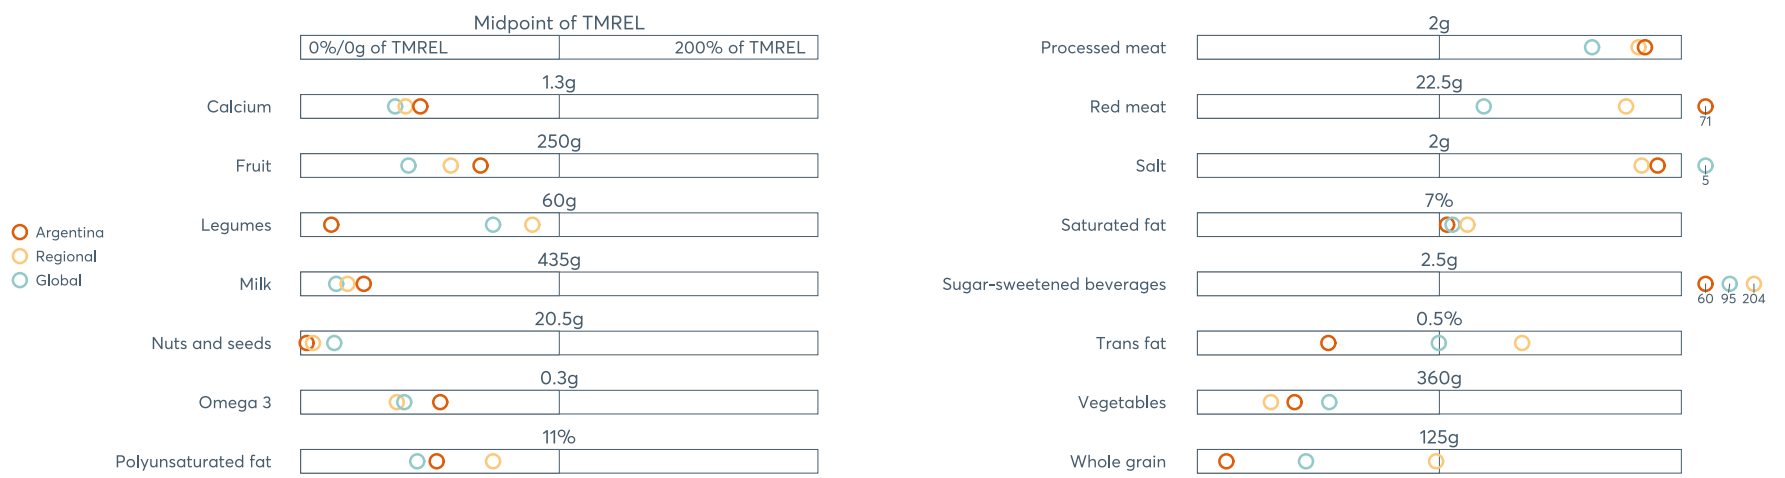 Midpoint of TMREL
0%/0g of TMREL
200% of TMREL
1.3g
Calcium
250g
Fruit
60g
Legumes
435g
Milk
20.5g
Nuts and seeds
0.3g
Omega 3
11%
Polyunsaturated fat
Argentina
Regional
Global
2g
Processed meat
22.5g
Red meat
71
2g
Salt
5
7%
Saturated fat
2.5g
Sugar-sweetened beverages
60 95 204
0.5%
Trans fat
360g
Vegetables
125g
Whole grain